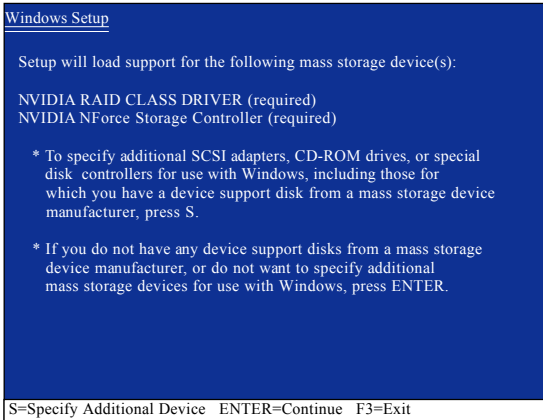 Windows Setup
Setup will load support for the following mass storage device(s):
NVIDIA RAID CLASS DRIVER (required)
NVIDIA NForce Storage Controller (required)
* To specify additional SCSI adapters, CD-ROM drives, or special
disk controllers for use with Windows, including those for
which you have a device support disk from a mass storage device
manufacturer, press S.
* If you do not have any device support disks from a mass storage
device manufacturer, or do not want to specify additional
mass storage devices for use with Windows, press ENTER.
S=Specify Additional Device ENTER=Continue F3=Exit